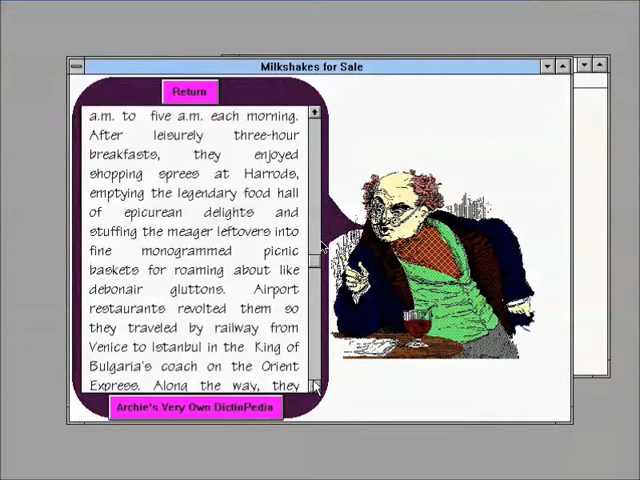 Milkshakes for Sale
Return
a.m. to five a.m. each morning.
After leisurely three-hour
breakfasts, they enjoyed
shopping sprees at Harrods,
emptying the legendary food hall
of epicurean delights and
stuffing the meager leftovers into
fine monogrammed picnic
baskets for roaming about like
debonair gluttons. Airport
restaurants revolted them so
they traveled by railway from
Venice to Istanbul in the King of
Bulgaria's coach on the Orient
Express. Along the way, they
Archie's Very Own DictinPedia